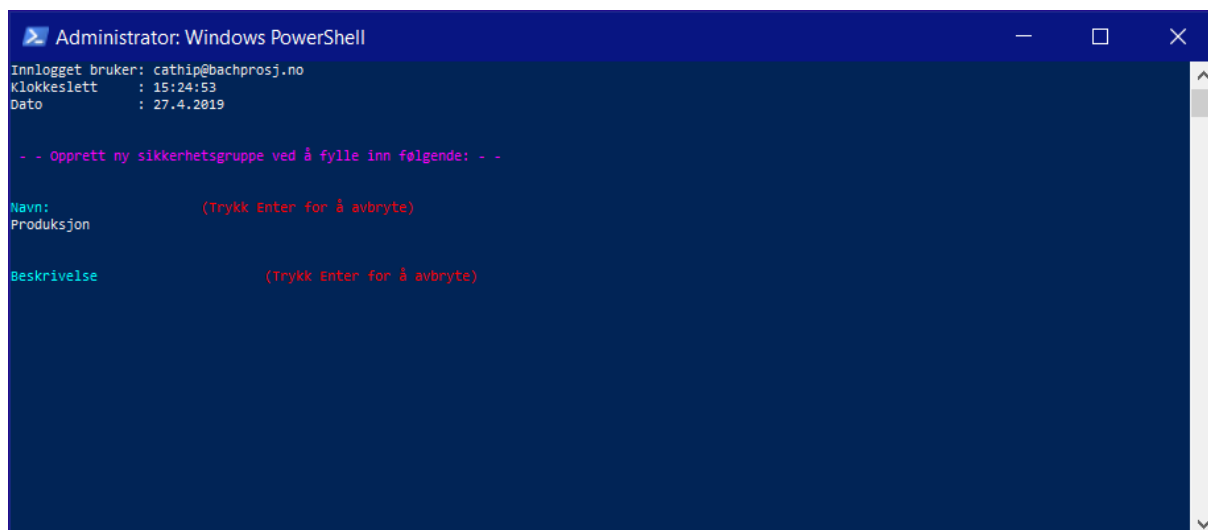 Administrator: Windows PowerShell
Innlogget bruker: cathip@bachprosj.no
Klokkeslett    : 15:24:53
Dato           : 27.4.2019
- - Opprett ny sikkerhetsgruppe ved å fylle inn følgende: - -
Navn:                   (Trykk Enter for å avbryte)
Produksjon
Beskrivelse                     (Trykk Enter for å avbryte)